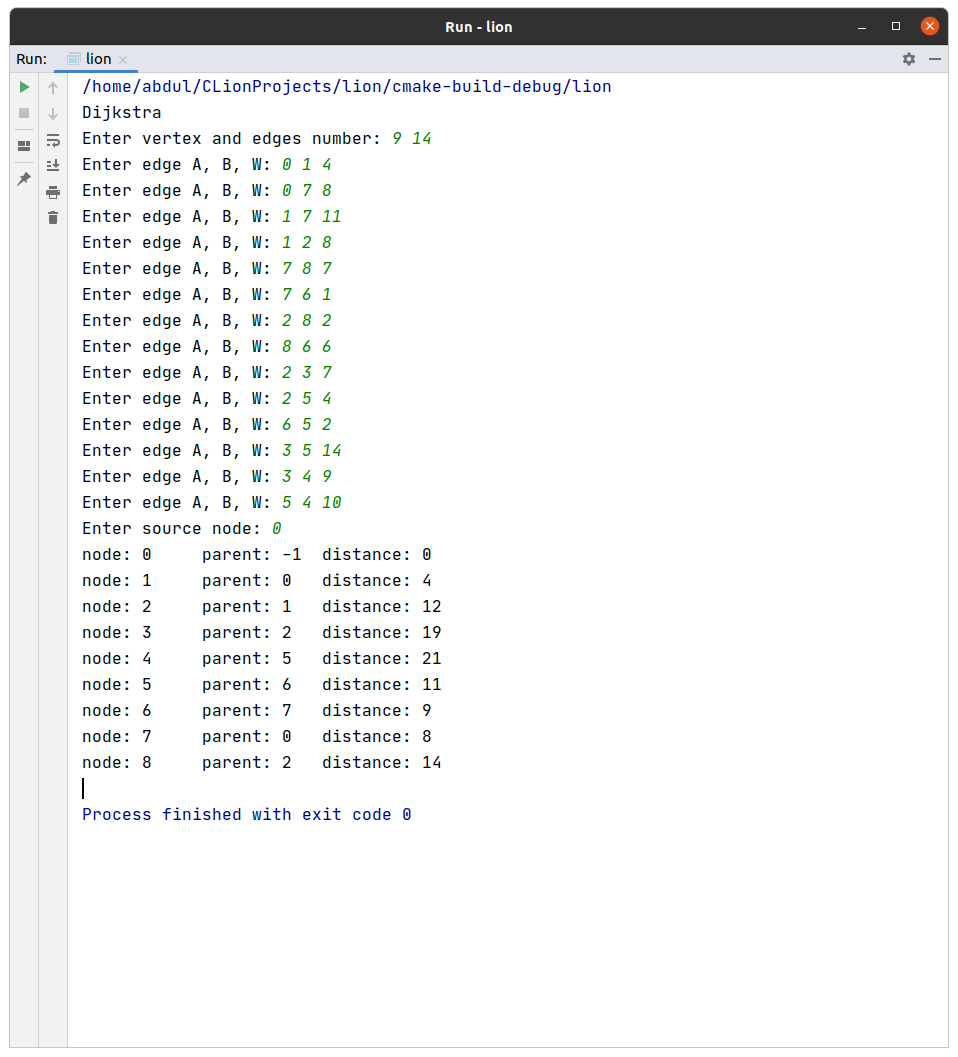 Run - lion
Run: lion
/home/abdul/CLionProjects/lion/cmake-build-debug/lion
Dijkstra
Enter vertex and edges number: 9 14
Enter edge A, B, W: 0 1 4
Enter edge A, B, W: 0 7 8
Enter edge A, B, W: 1 7 11
Enter edge A, B, W: 1 2 8
Enter edge A, B, W: 7 8 7
Enter edge A, B, W: 7 6 1
Enter edge A, B, W: 2 8 2
Enter edge A, B, W: 8 6 6
Enter edge A, B, W: 2 3 7
Enter edge A, B, W: 2 5 4
Enter edge A, B, W: 6 5 2
Enter edge A, B, W: 3 5 14
Enter edge A, B, W: 3 4 9
Enter edge A, B, W: 5 4 10
Enter source node: 0
node: 0     parent: -1  distance: 0
node: 1     parent: 0   distance: 4
node: 2     parent: 1   distance: 12
node: 3     parent: 2   distance: 19
node: 4     parent: 5   distance: 21
node: 5     parent: 6   distance: 11
node: 6     parent: 7   distance: 9
node: 7     parent: 0   distance: 8
node: 8     parent: 2   distance: 14
Process finished with exit code 0